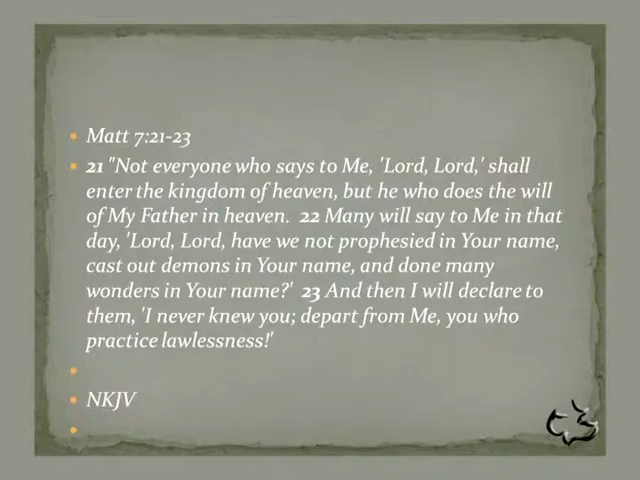 Matt 7:21-23
21 "Not everyone who says to Me, 'Lord, Lord,' shall
enter the kingdom of heaven, but he who does the will
of My Father in heaven. 22 Many will say to Me in that
day, 'Lord, Lord, have we not prophesied in Your name,
cast out demons in Your name, and done many
wonders in Your name?' 23 And then I will declare to
them, 'I never knew you; depart from Me, you who
practice lawlessness!'
NKJV